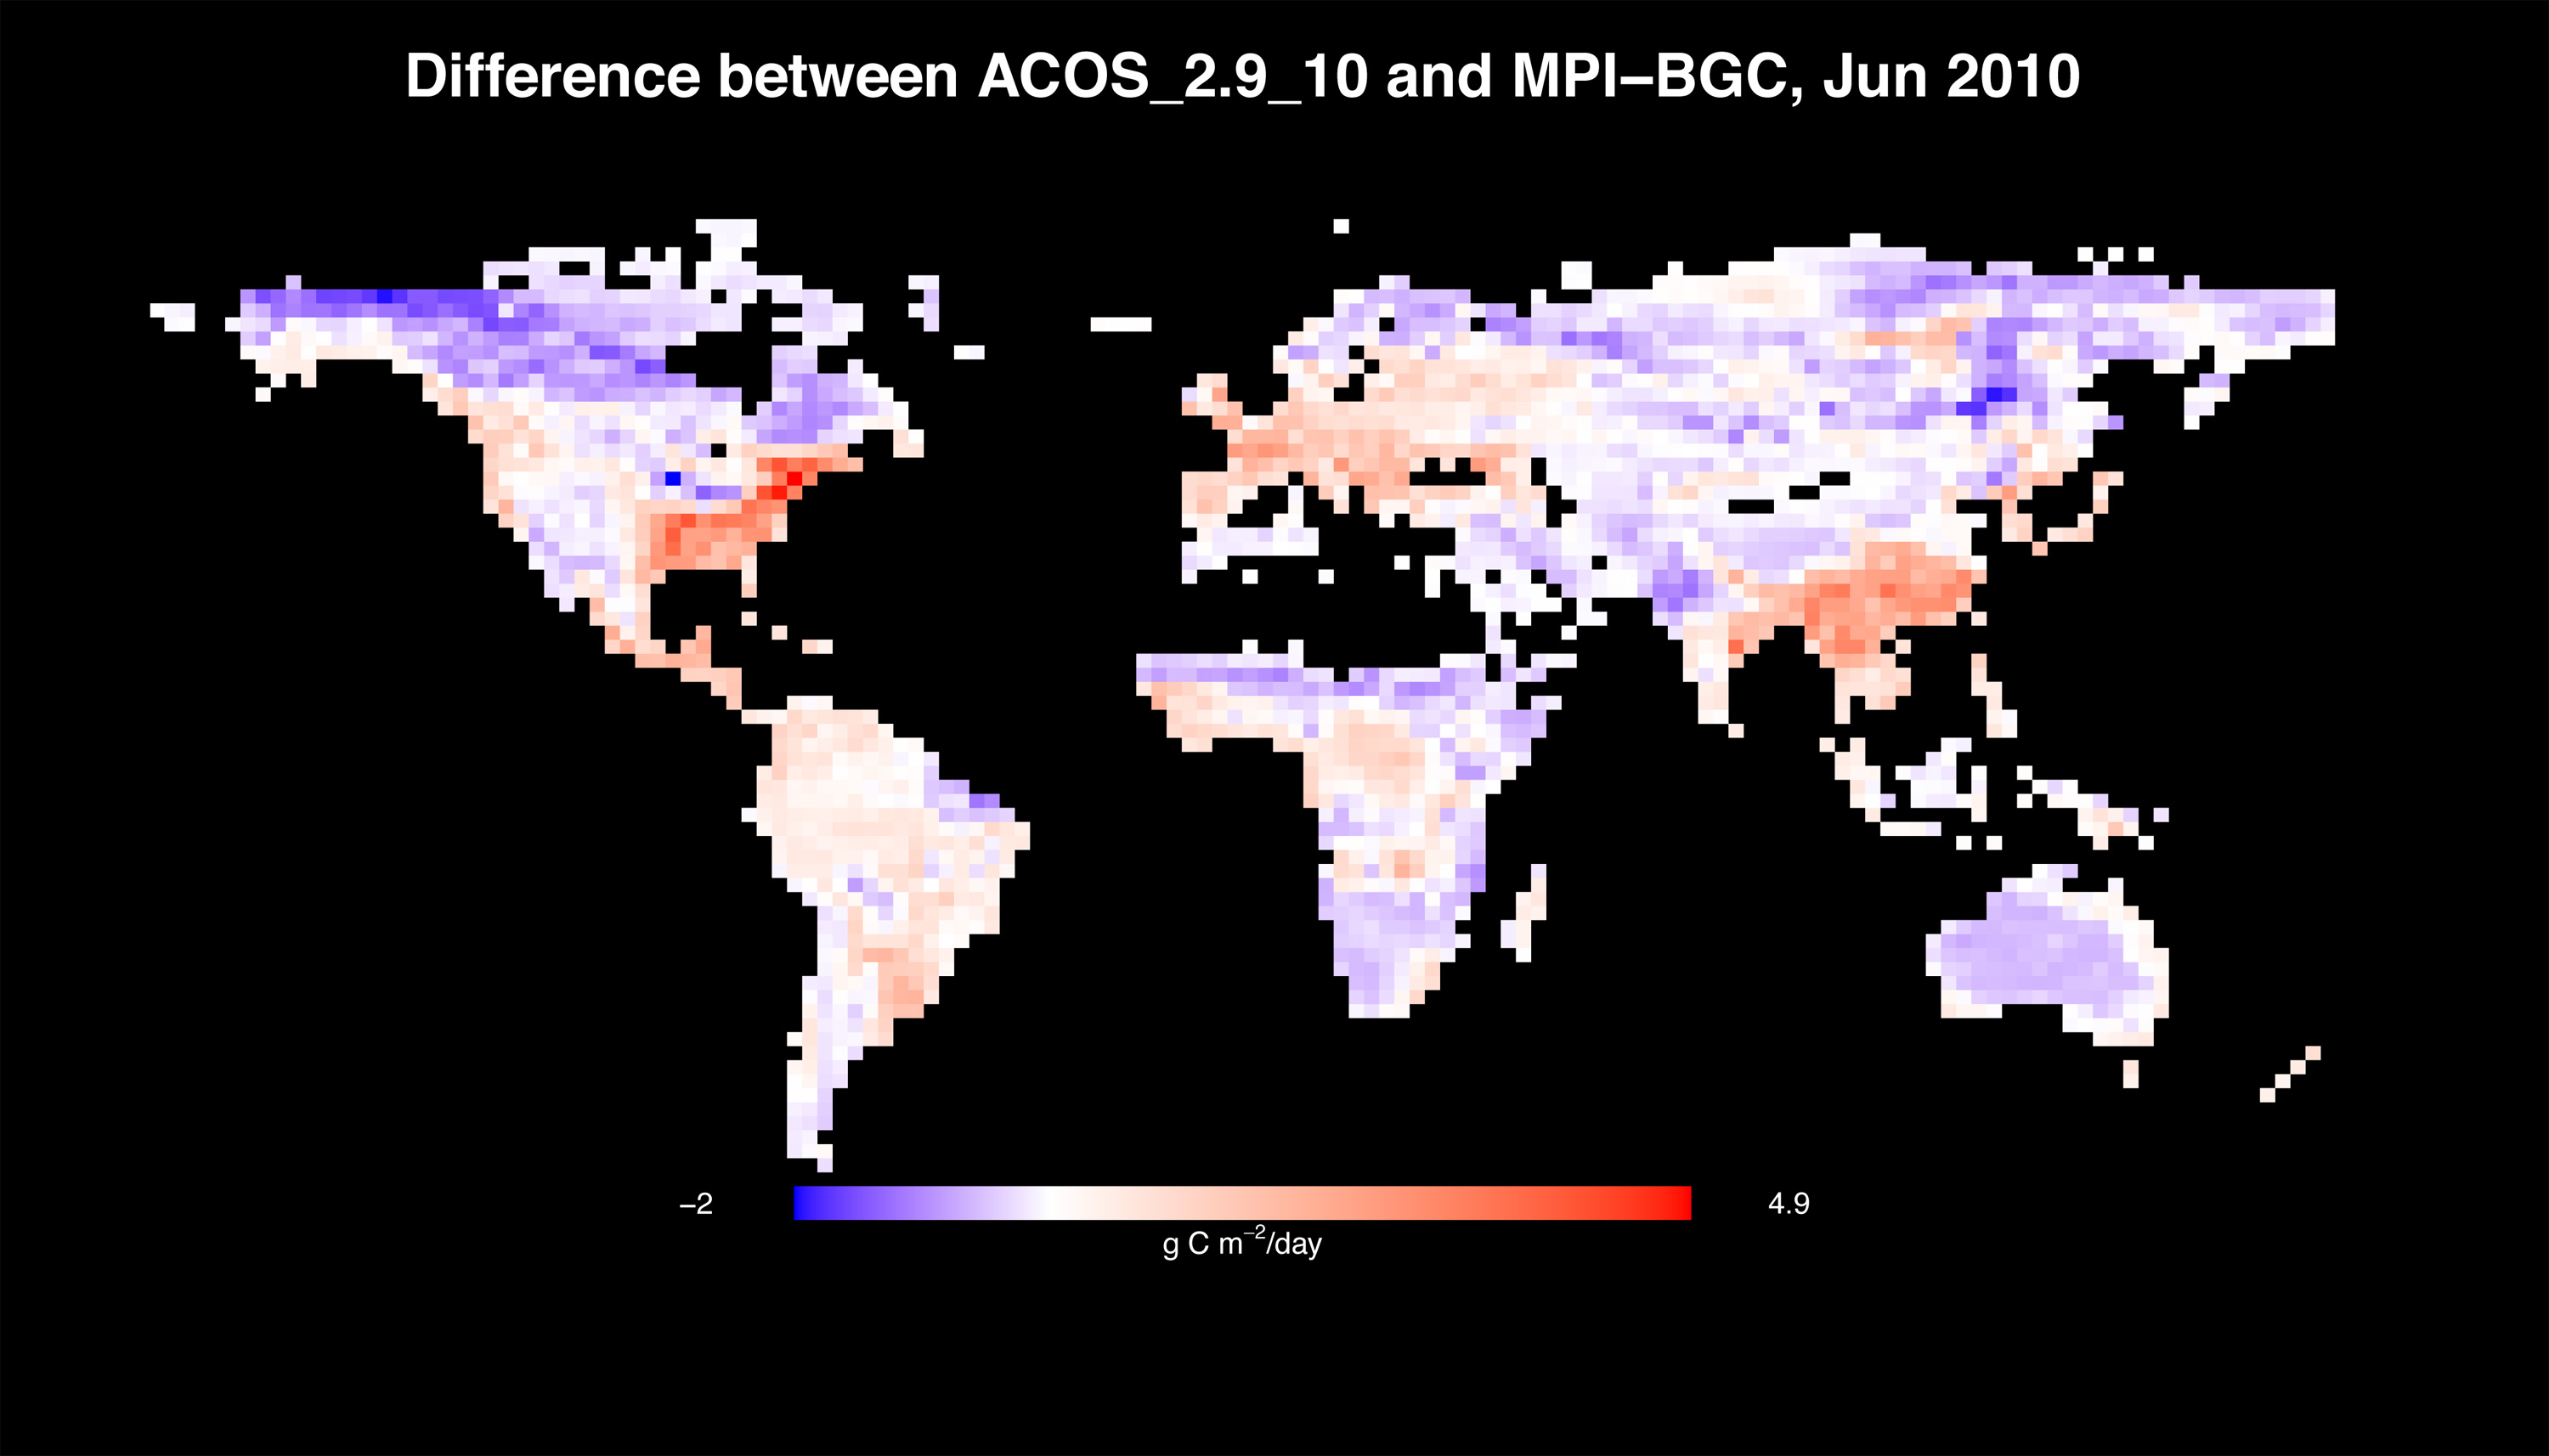 Difference between ACOS_2.9_10 and MPI−BGC, Jun 2010
−2 4.9
g C m⁻²/day